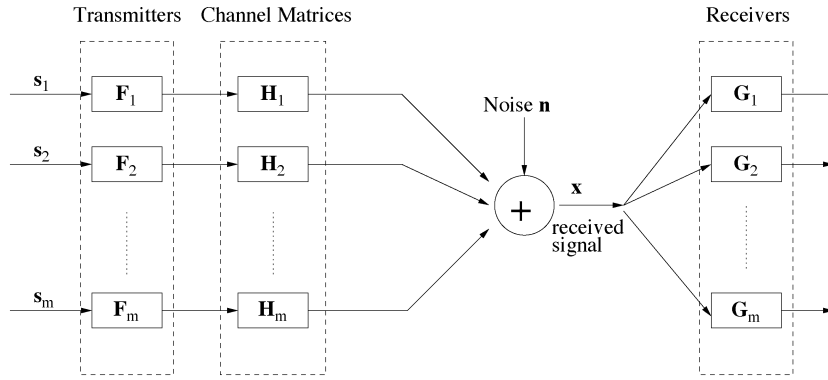 Transmitters Channel Matrices Receivers
s1 F1 H1 G1
Noise n
s2 F2 H2 G2
x
+
received
signal
sm Fm Hm Gm